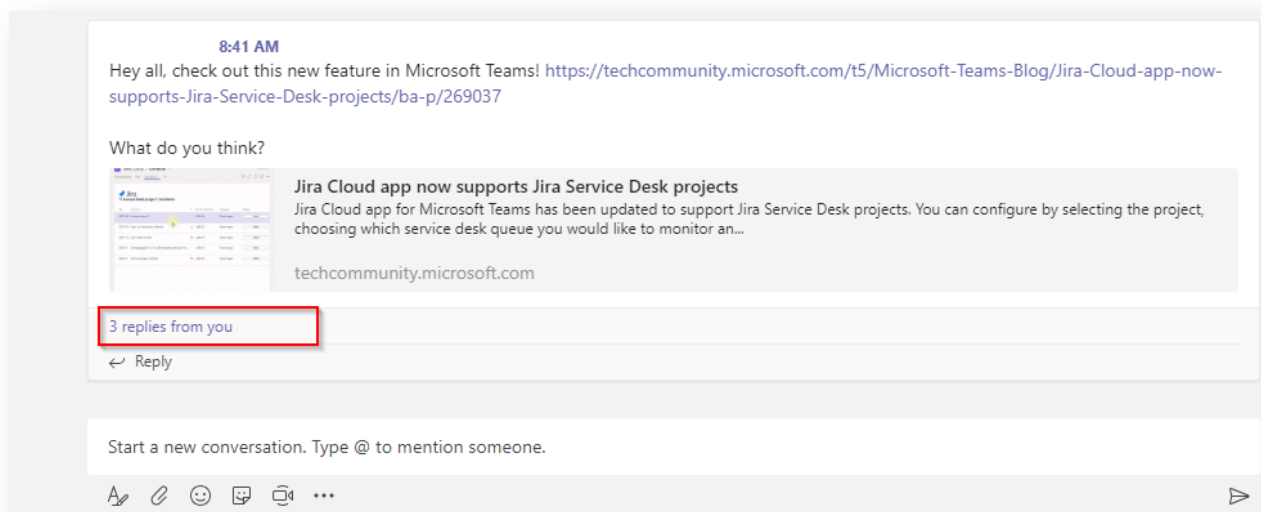 8:41 AM
Hey all, check out this new feature in Microsoft Teams! https://techcommunity.microsoft.com/t5/Microsoft-Teams-Blog/Jira-Cloud-app-now-
supports-Jira-Service-Desk-projects/ba-p/269037
What do you think?
Jira
Jira Cloud app now supports Jira Service Desk projects
Jira Cloud app for Microsoft Teams has been updated to support Jira Service Desk projects. You can configure by selecting the project,
choosing which service desk queue you would like to monitor an...
techcommunity.microsoft.com
3 replies from you
Reply
Start a new conversation. Type @ to mention someone.